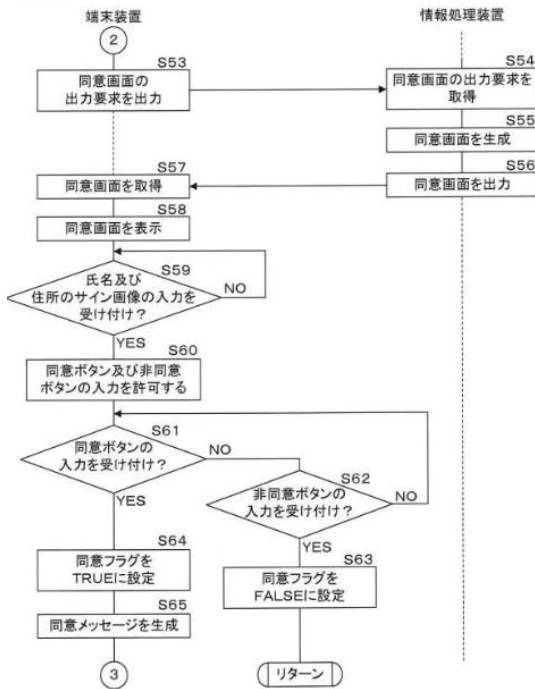 端末装置
情報処理装置
2
S53
同意画面の
出力要求を出力
S54
同意画面の出力要求を
取得
S55
同意画面を生成
S56
同意画面を出力
S57
同意画面を取得
S58
同意画面を表示
S59
氏名及び
住所のサイン画像の入力を
受け付け?
NO
YES
S60
同意ボタン及び非同意
ボタンの入力を許可する
S61
同意ボタンの
入力を受け付け?
NO
YES
S62
非同意ボタンの
入力を受け付け?
NO
YES
S64
同意フラグを
TRUEに設定
S63
同意フラグを
FALSEに設定
S65
同意メッセージを生成
3
リターン